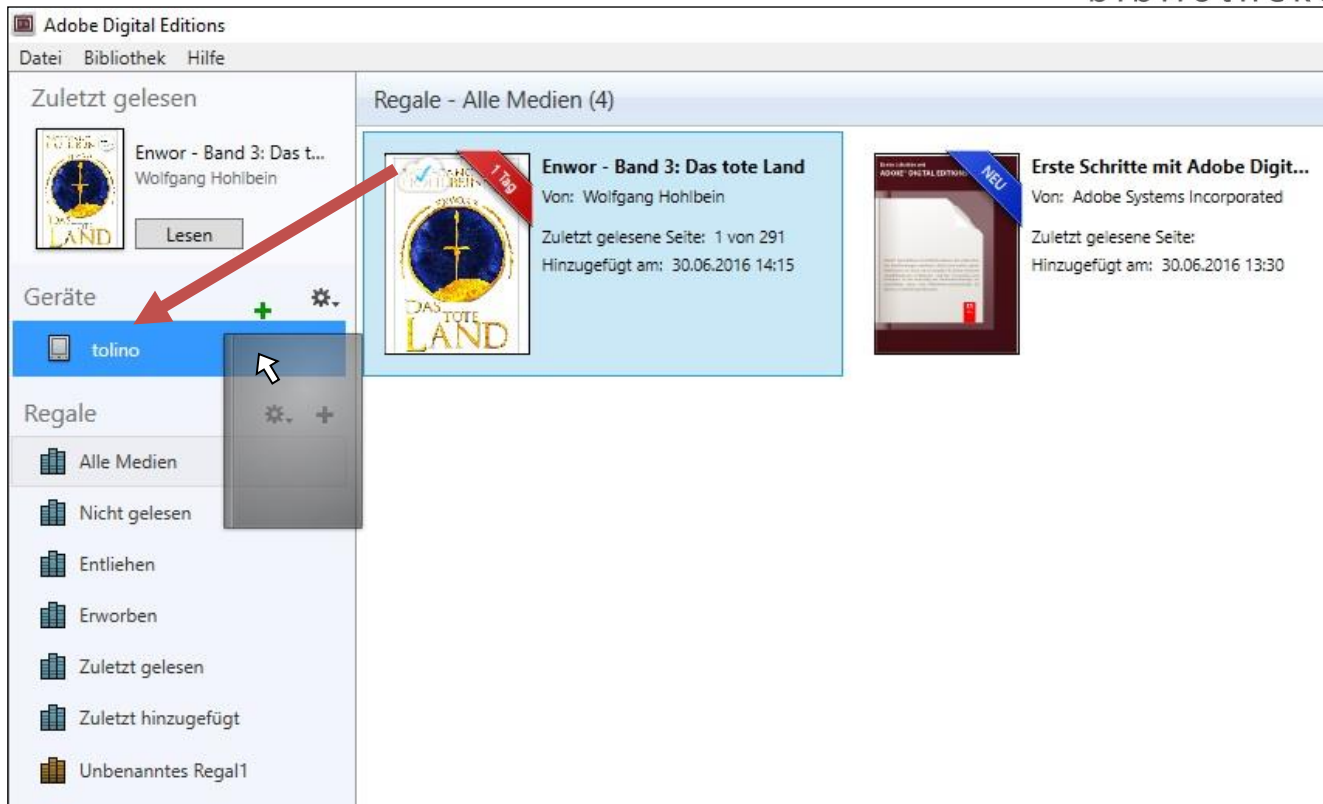 Adobe Digital Editions
Datei Bibliothek Hilfe
Zuletzt gelesen
Enwor - Band 3: Das t...
Wolfgang Hohlbein
Lesen
Geräte
tolino
Regale
Alle Medien
Nicht gelesen
Entliehen
Erworben
Zuletzt gelesen
Zuletzt hinzugefügt
Unbenanntes Regal1
Regale - Alle Medien (4)
DAS TOTE
LAND
1 Tag
Enwor - Band 3: Das tote Land
Von: Wolfgang Hohlbein
Zuletzt gelesene Seite: 1 von 291
Hinzugefügt am: 30.06.2016 14:15
NEU
Erste Schritte mit Adobe Digit...
Von: Adobe Systems Incorporated
Zuletzt gelesene Seite:
Hinzugefügt am: 30.06.2016 13:30